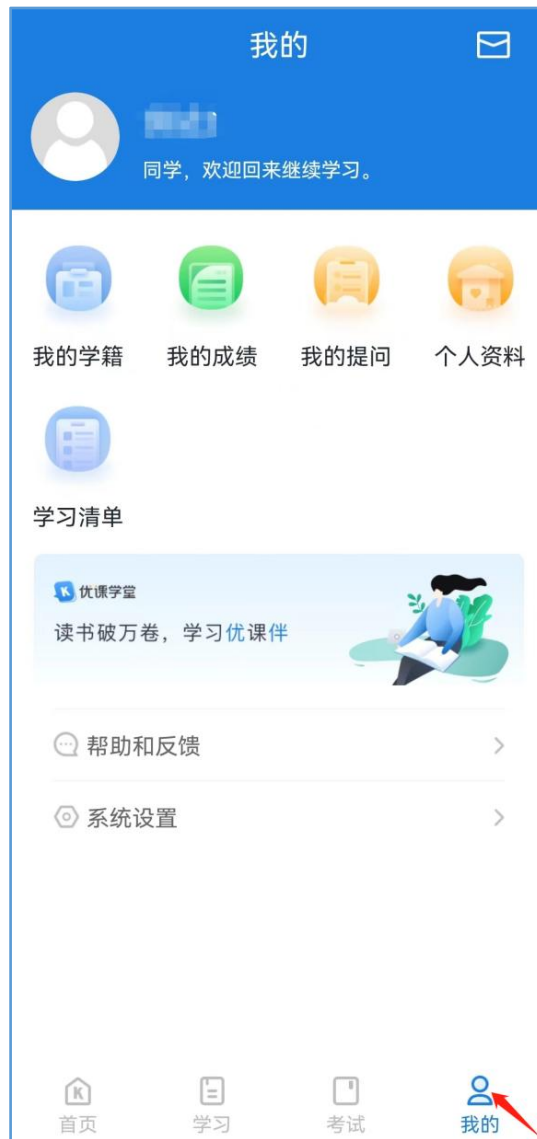 我的
同学，欢迎回来继续学习。
我的学籍 我的成绩 我的提问 个人资料
学习清单
K 优课学堂
读书破万卷，学习优课伴
帮助和反馈
系统设置
K
首页 学习 考试 我的